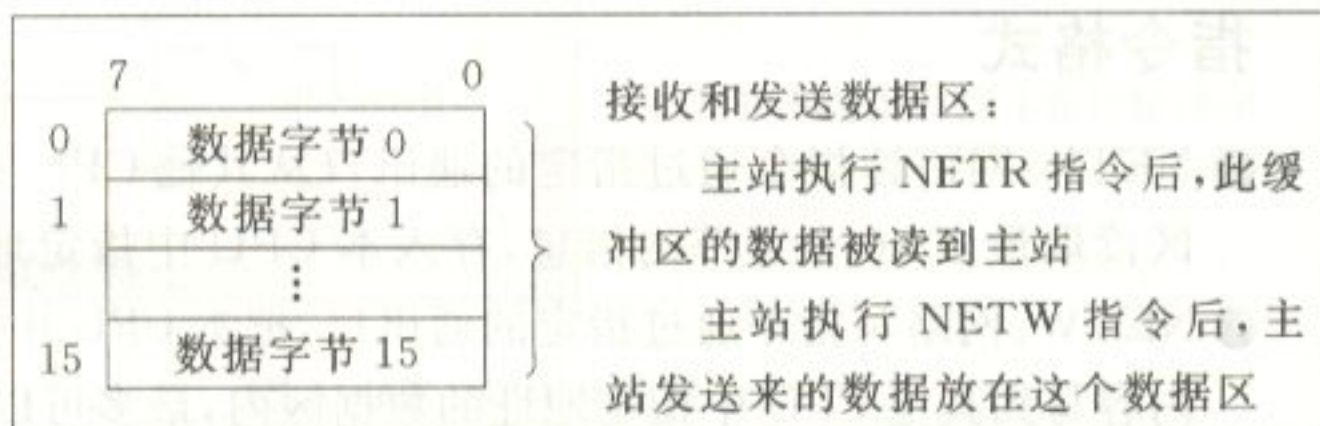 7 0
0 数据字节 0
1 数据字节 1
⋮
15 数据字节 15
接收和发送数据区:
主站执行 NETR 指令后,此缓
冲区的数据被读到主站
主站执行 NETW 指令后,主
站发送来的数据放在这个数据区